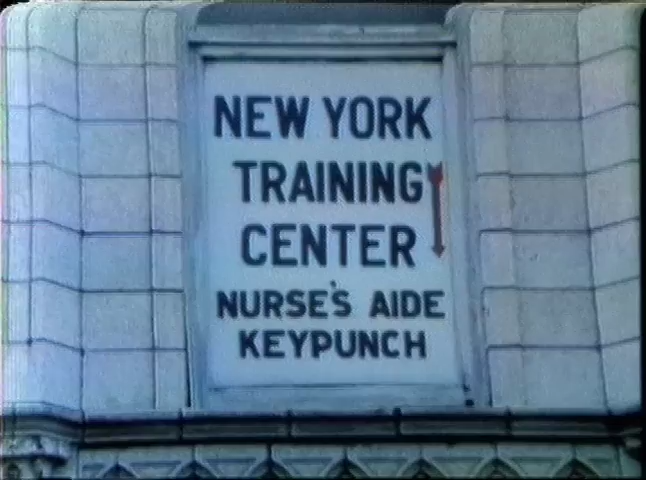 NEW YORK
TRAINING
CENTER
NURSE'S AIDE
KEYPUNCH